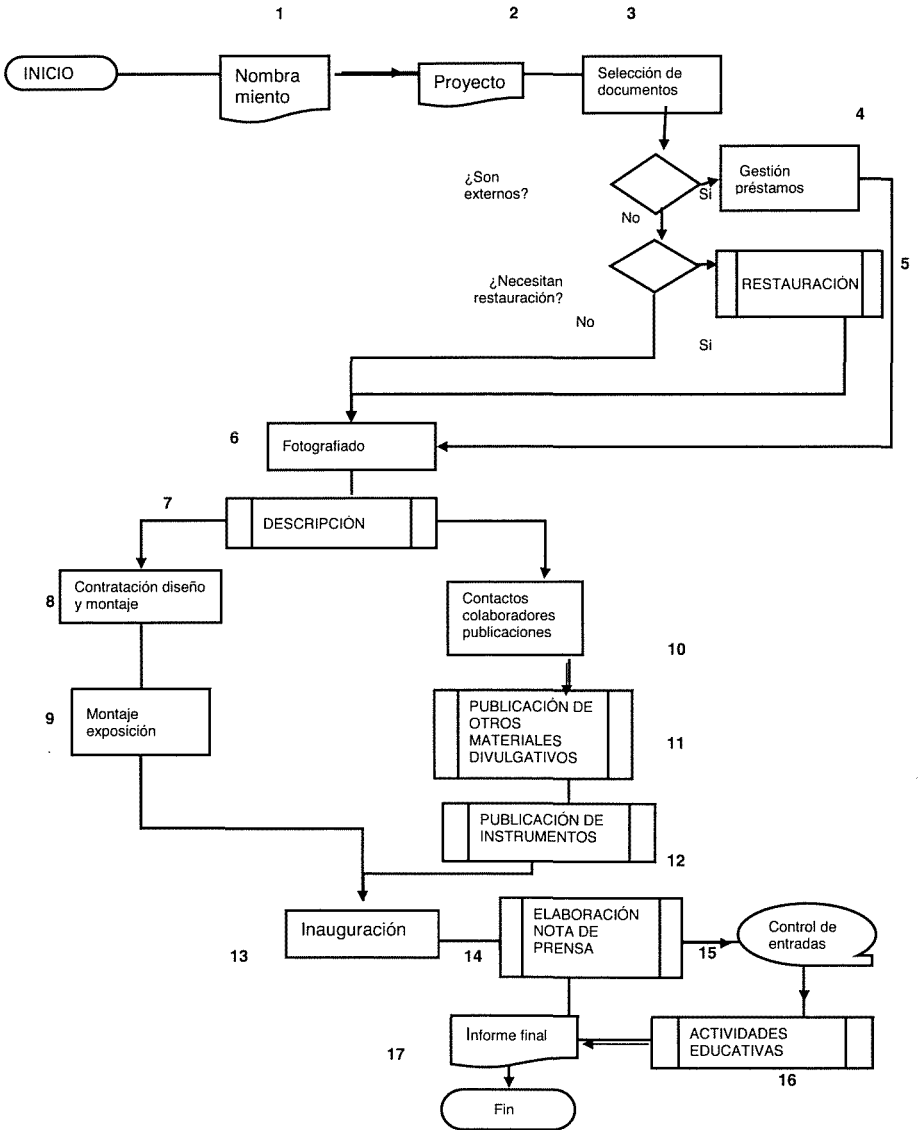 1
2
3
INICIO
Nombra
miento
Proyecto
Selección de
documentos
4
¿Son
externos?
Si
Gestión
préstamos
No
5
¿Necesitan
restauración?
RESTAURACIÓN
No
Si
6
Fotografiado
7
DESCRIPCIÓN
8
Contratación diseño
y montaje
Contactos
colaboradores
publicaciones
10
9
Montaje
exposición
PUBLICACIÓN DE
OTROS
MATERIALES
DIVULGATIVOS
11
PUBLICACIÓN DE
INSTRUMENTOS
12
13
Inauguración
14
ELABORACIÓN
NOTA DE
PRENSA
15
Control de
entradas
17
Informe final
ACTIVIDADES
EDUCATIVAS
16
Fin